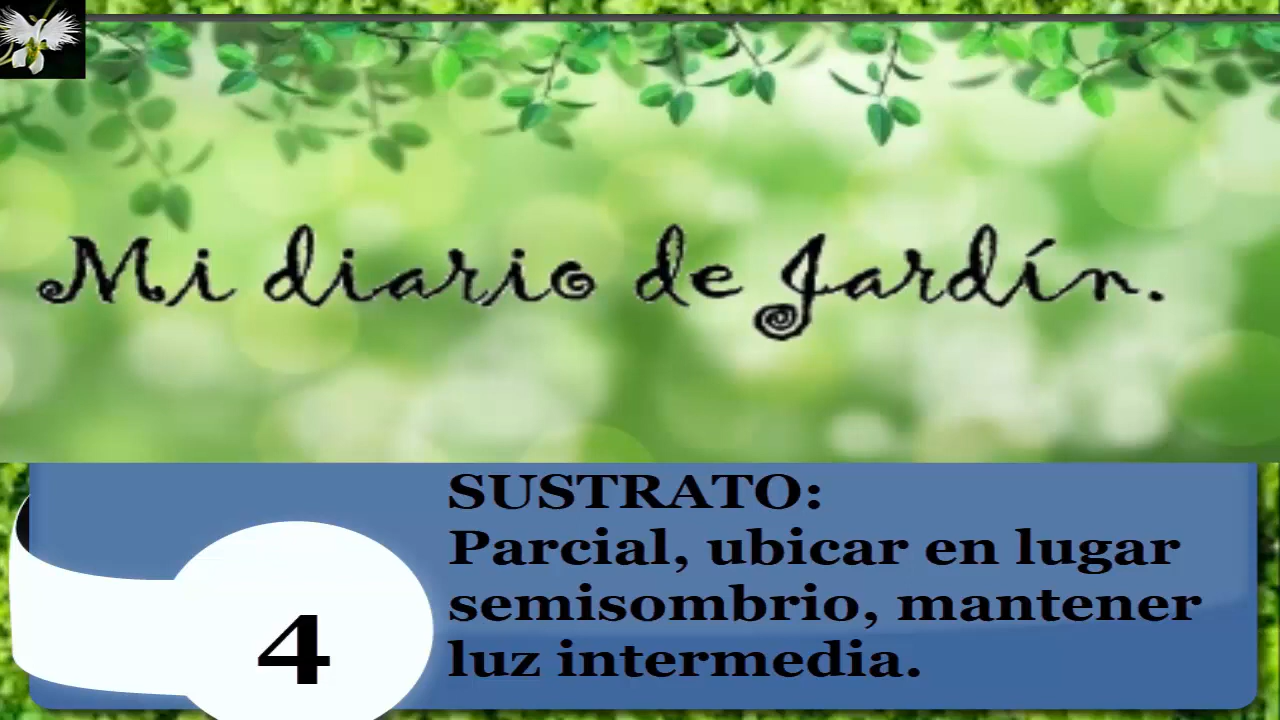 Mi diario de Jardín.
SUSTRATO:
Parcial, ubicar en lugar
semisombrio, mantener
luz intermedia.
4